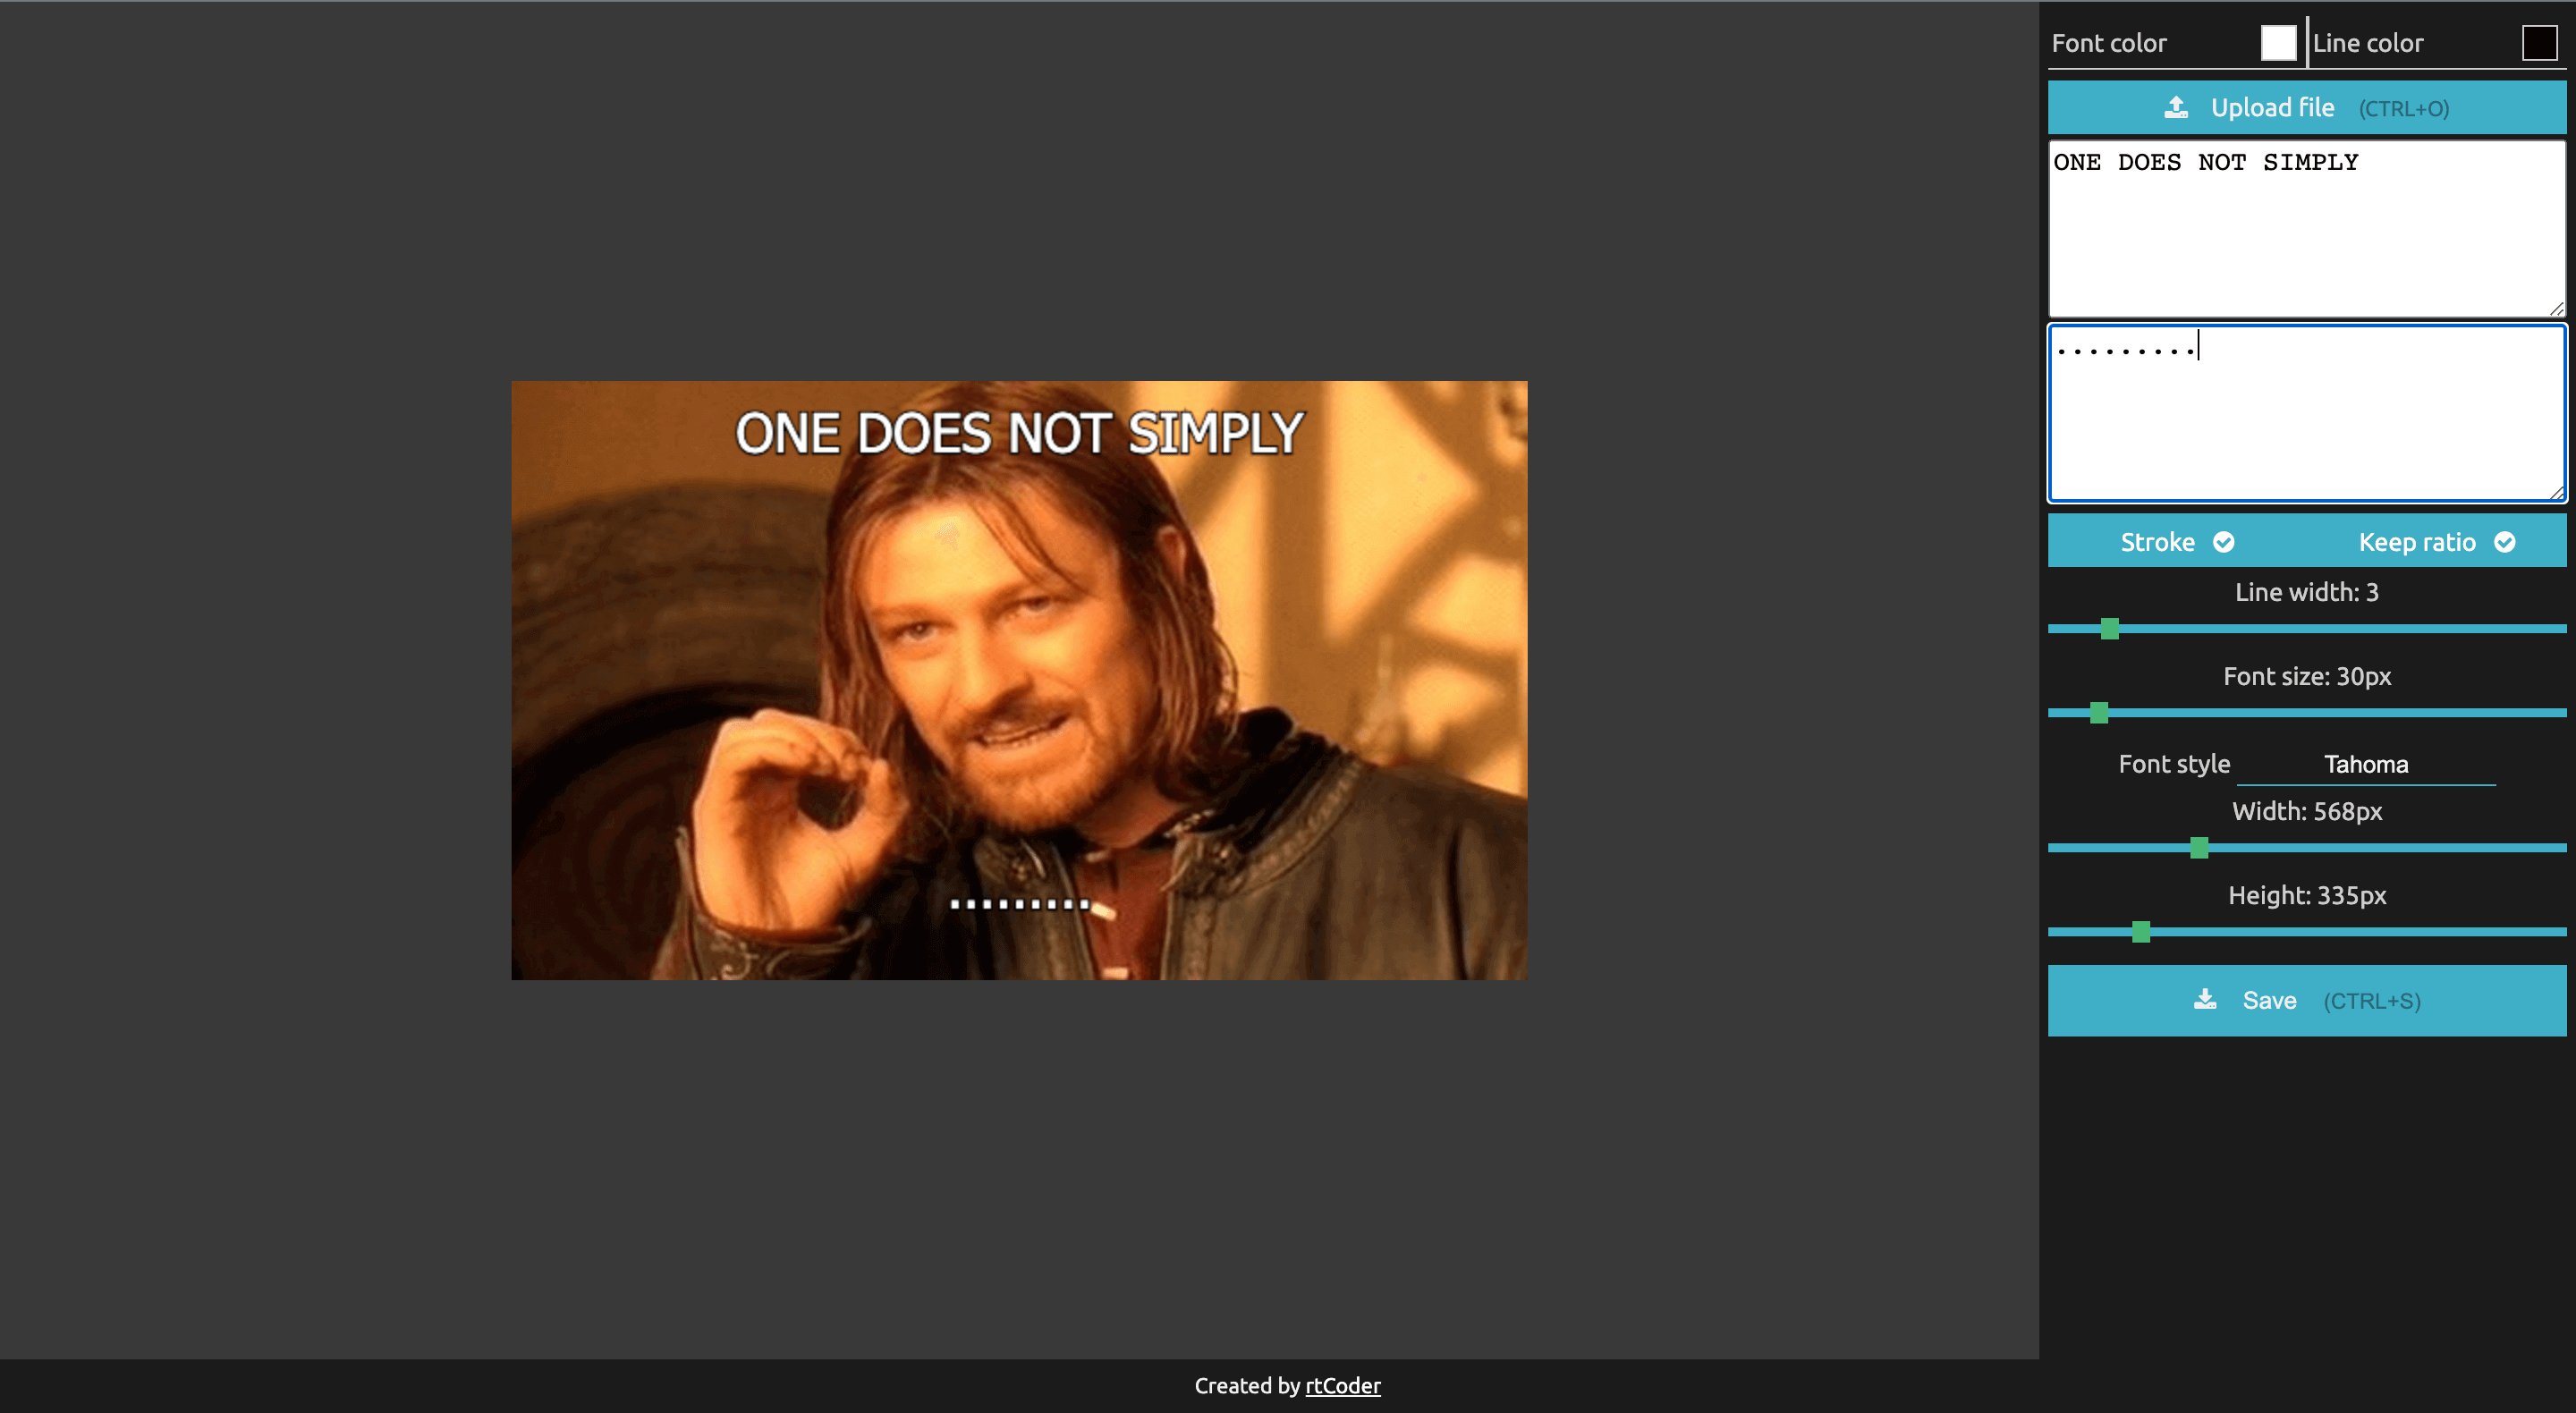 Font color
Line color
Upload file (CTRL+O)
ONE DOES NOT SIMPLY
.........
ONE DOES NOT SIMPLY
.........
Stroke
Keep ratio
Line width: 3
Font size: 30px
Font style Tahoma
Width: 568px
Height: 335px
Save (CTRL+S)
Created by rtCoder